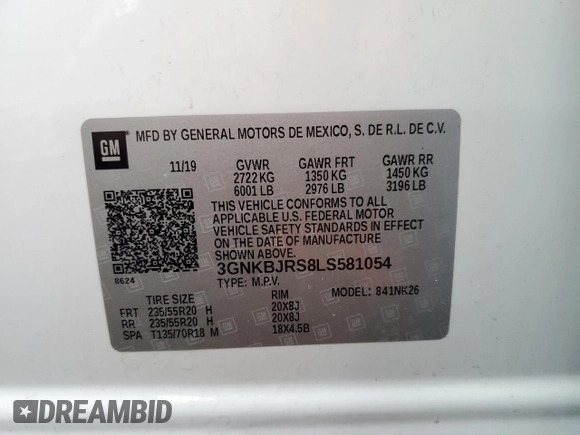 GM
MFD BY GENERAL MOTORS DE MEXICO, S. DE R.L. DE C.V.
11/19 GVWR GAWR FRT GAWR RR
2722 KG 1350 KG 1450 KG
6001 LB 2976 LB 3196 LB
THIS VEHICLE CONFORMS TO ALL
APPLICABLE U.S. FEDERAL MOTOR
VEHICLE SAFETY STANDARDS IN EFFECT
ON THE DATE OF MANUFACTURE SHOWN ABOVE.
3GNKBJRS8LS581054
8624
TYPE: M.P.V.
TIRE SIZE RIM MODEL: 841NK26
FRT 235/55R20 H 20X8J
RR 235/55R20 H 20X8J
SPA T135/70R18 M 18X4.5B
DREAMBID